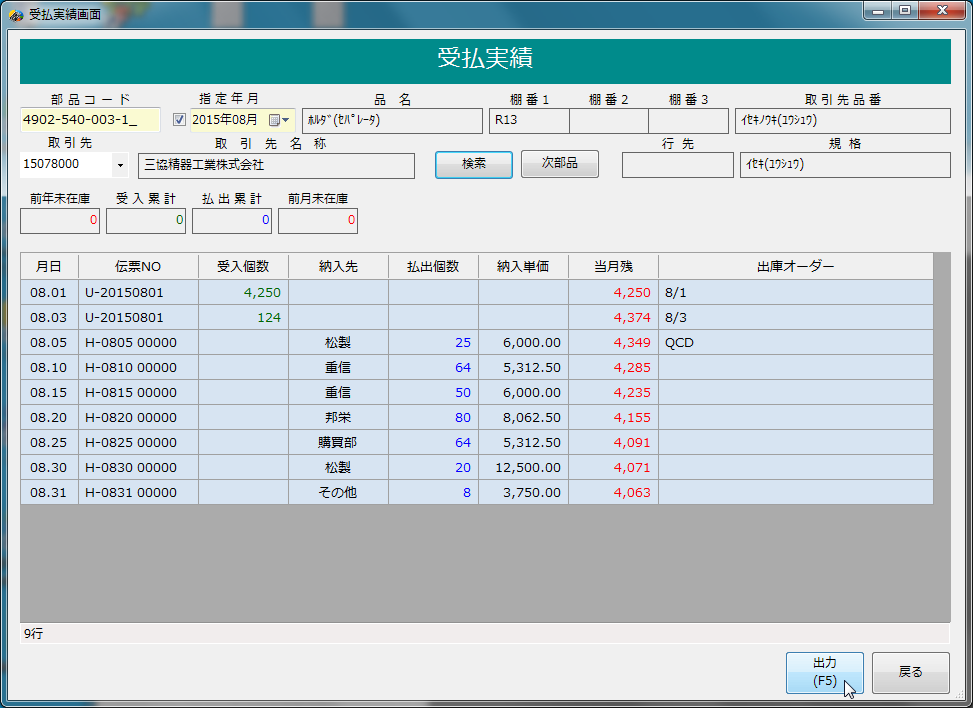 受払実績画面
受払実績
部品コード 指定年月 品 名 棚番1 棚番2 棚番3 取引先品番
4902-540-003-1_ 2015年08月 ﾎﾙﾀﾞ(ｾﾊﾟﾚｰﾀ) R13 ｲｾｷﾉｳｷ(ﾕｳｼｭｳ)
取引先 取 引 先 名 称 行先 規 格
15078000 三協精器工業株式会社 検索 次部品 ｲｾｷ(ﾕｳｼｭｳ)
前年末在庫 受入累計 払出累計 前月末在庫
0 0 0 0
月日 伝票NO 受入個数 納入先 払出個数 納入単価 当月残 出庫オーダー
08.01 U-20150801 4,250 4,250 8/1
08.03 U-20150801 124 4,374 8/3
08.05 H-0805 00000 松製 25 6,000.00 4,349 QCD
08.10 H-0810 00000 重信 64 5,312.50 4,285
08.15 H-0815 00000 重信 50 6,000.00 4,235
08.20 H-0820 00000 邦栄 80 8,062.50 4,155
08.25 H-0825 00000 購買部 64 5,312.50 4,091
08.30 H-0830 00000 松製 20 12,500.00 4,071
08.31 H-0831 00000 その他 8 3,750.00 4,063
9行
出力
(F5)
戻る